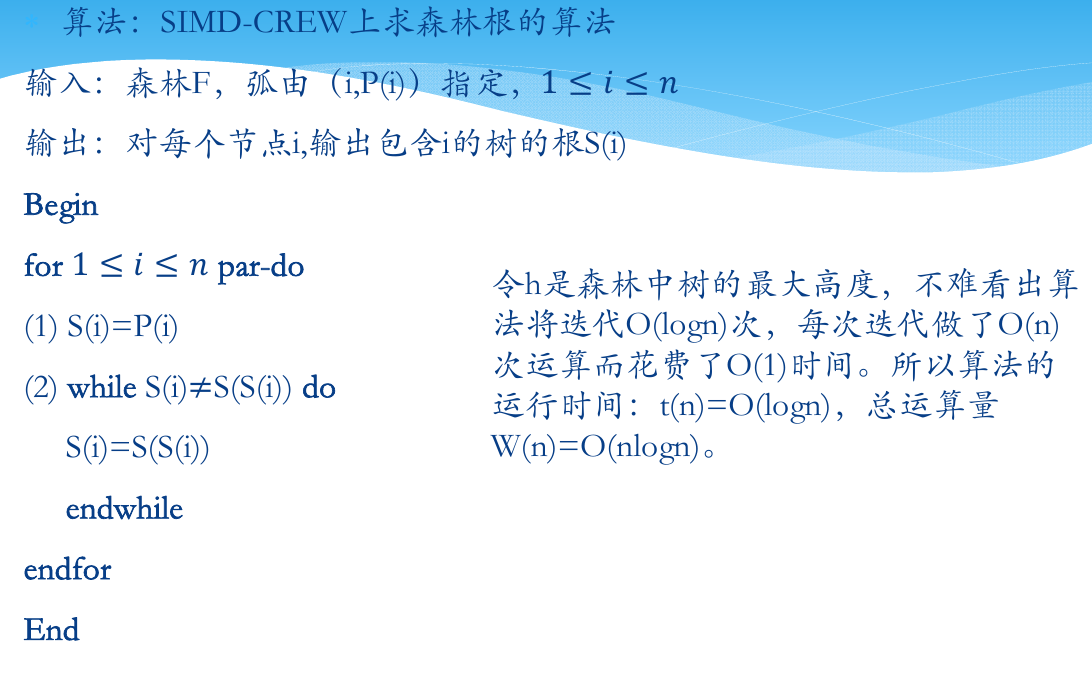 算法：SIMD-CREW上求森林根的算法
输入：森林F，弧由（i,P(i)）指定，1 ≤ i ≤ n
输出：对每个节点i,输出包含i的树的根S(i)
Begin
for 1 ≤ i ≤ n par-do
(1) S(i)=P(i)
(2) while S(i)≠S(S(i)) do
S(i)=S(S(i))
endwhile
endfor
End
令h是森林中树的最大高度，不难看出算
法将迭代O(logn)次，每次迭代做了O(n)
次运算而花费了O(1)时间。所以算法的
运行时间：t(n)=O(logn)，总运算量
W(n)=O(nlogn)。